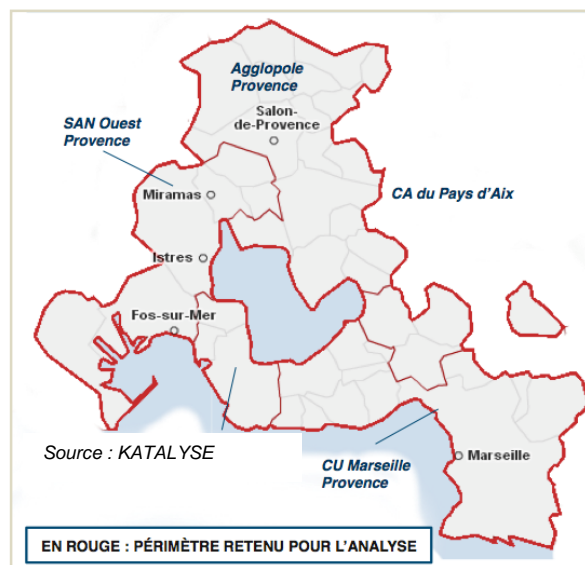 Agglopole
Provence
Salon-
de-Provence
SAN Ouest
Provence
Miramas
CA du Pays d'Aix
Istres
Fos-sur-Mer
Source : KATALYSE
CU Marseille
Provence
Marseille
EN ROUGE : PÉRIMÈTRE RETENU POUR L'ANALYSE